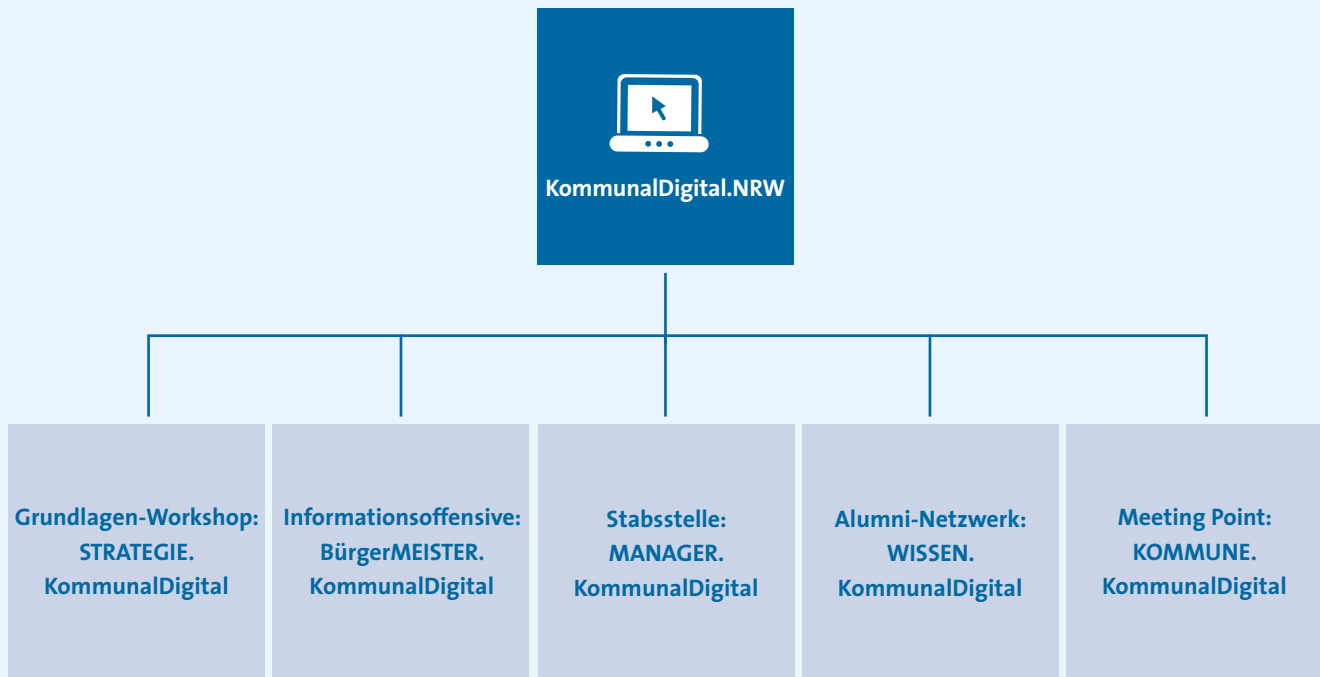 KommunalDigital.NRW
Grundlagen-Workshop:
STRATEGIE.
KommunalDigital
Informationsoffensive:
BürgerMEISTER.
KommunalDigital
Stabsstelle:
MANAGER.
KommunalDigital
Alumni-Netzwerk:
WISSEN.
KommunalDigital
Meeting Point:
KOMMUNE.
KommunalDigital